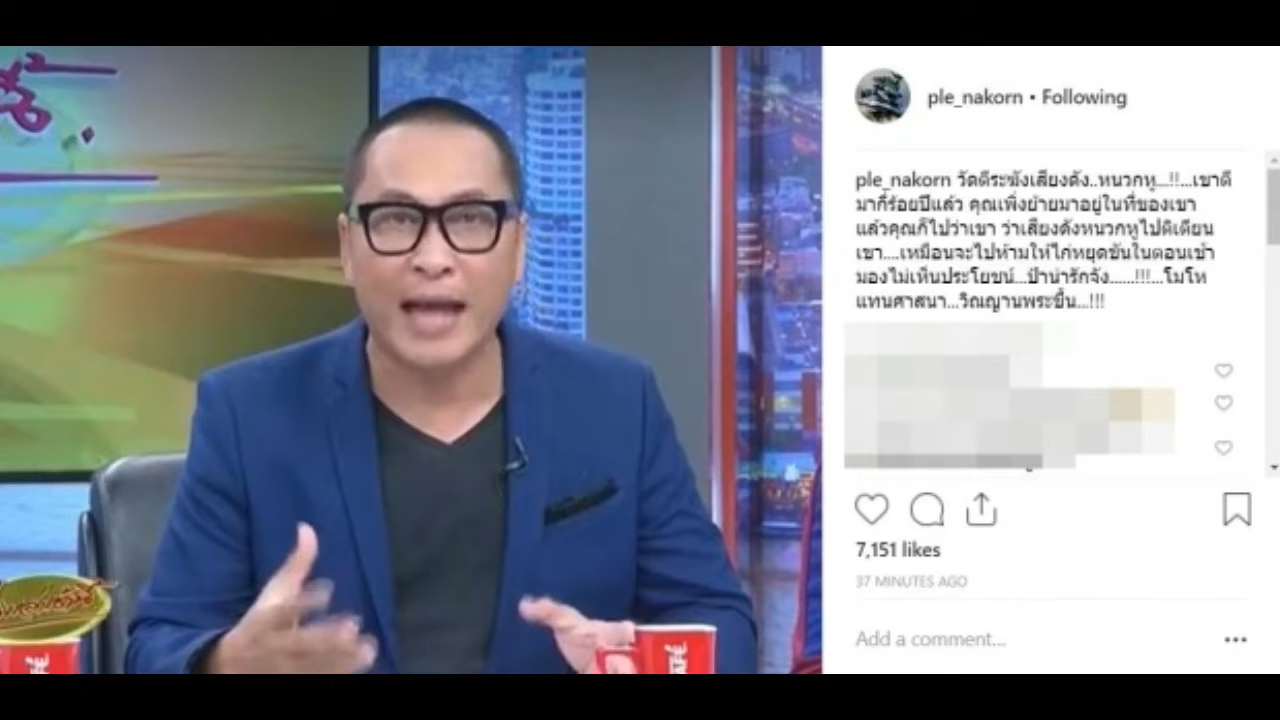 ple_nakorn • Following
ple_nakorn วัดตีระฆังเสียงดัง..หนวกหู...!!...เขาตี
มากี่ร้อยปีแล้ว คุณเพิ่งย้ายมาอยู่ในที่ของเขา
แล้วคุณก็ไปว่าเขา ว่าเสียงดังหนวกหูไปติเตียน
เขา....เหมือนจะไปห้ามให้ไก่หยุดขันในตอนเช้า
มองไม่เห็นประโยชน์...ป้าน่ารักจัง......!!!...โมโห
แทนศาสนา...วิณญานพระขึ้น...!!!
7,151 likes
37 MINUTES AGO
Add a comment...